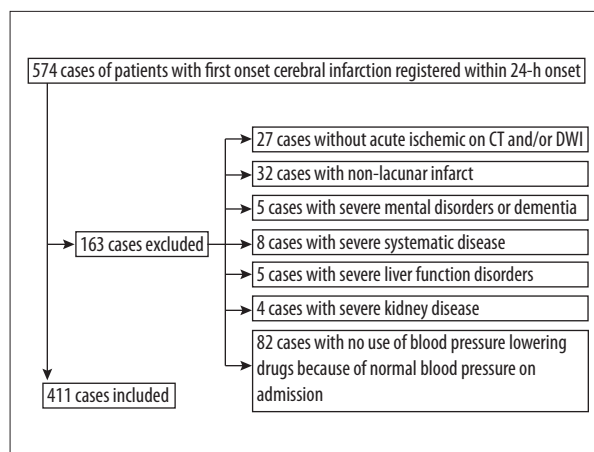 574 cases of patients with first onset cerebral infarction registered within 24-h onset
27 cases without acute ischemic on CT and/or DWI
32 cases with non-lacunar infarct
5 cases with severe mental disorders or dementia
163 cases excluded
8 cases with severe systematic disease
5 cases with severe liver function disorders
4 cases with severe kidney disease
82 cases with no use of blood pressure lowering
drugs because of normal blood pressure on
admission
411 cases included